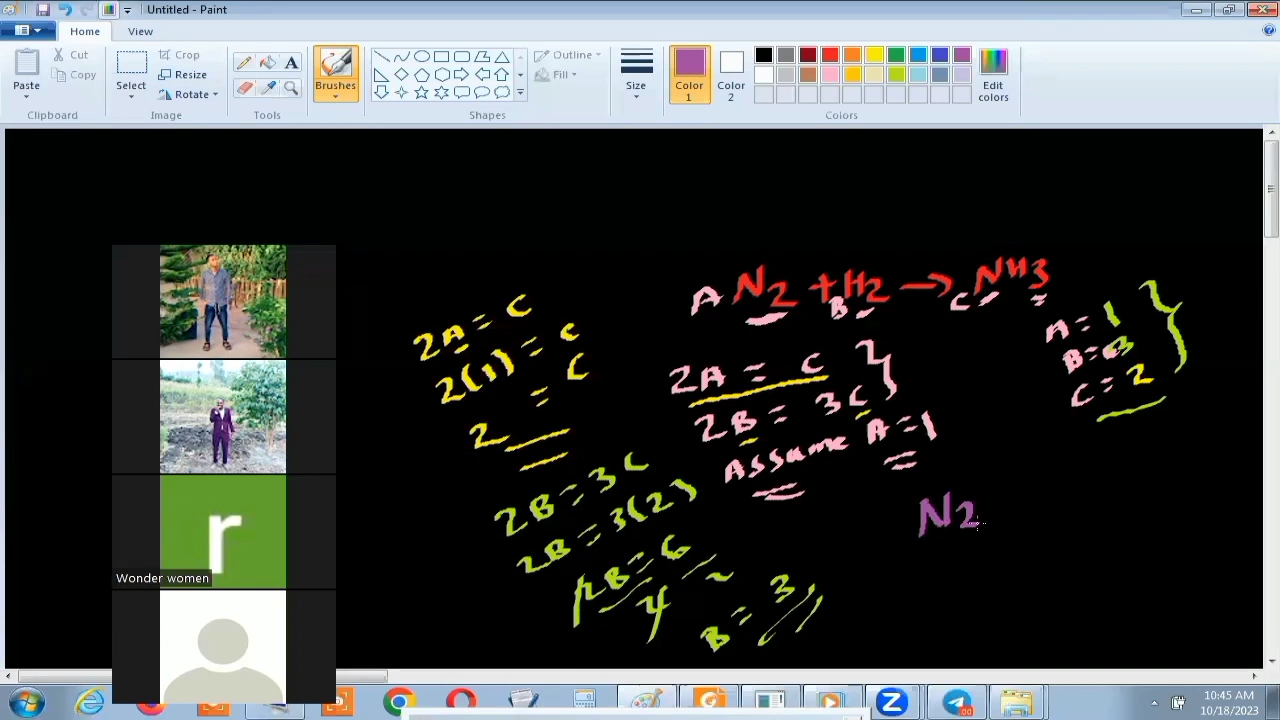 Untitled - Paint
Home
View
Paste
Cut
Copy
Clipboard
Select
Crop
Resize
Rotate
Image
Tools
A
Brushes
Shapes
Outline
Fill
Size
Color 1
Color 2
Edit colors
Colors
A N2 + B H2 → C NH3
2A = C
2(1) = C
2 = C
2A = C
2B = 3C
Assume A = 1
A = 1
B = 3
C = 2
2B = 3C
2B = 3(2)
2B = 6
B = 3
N2
r
Wonder women
10:45 AM
10/18/2023